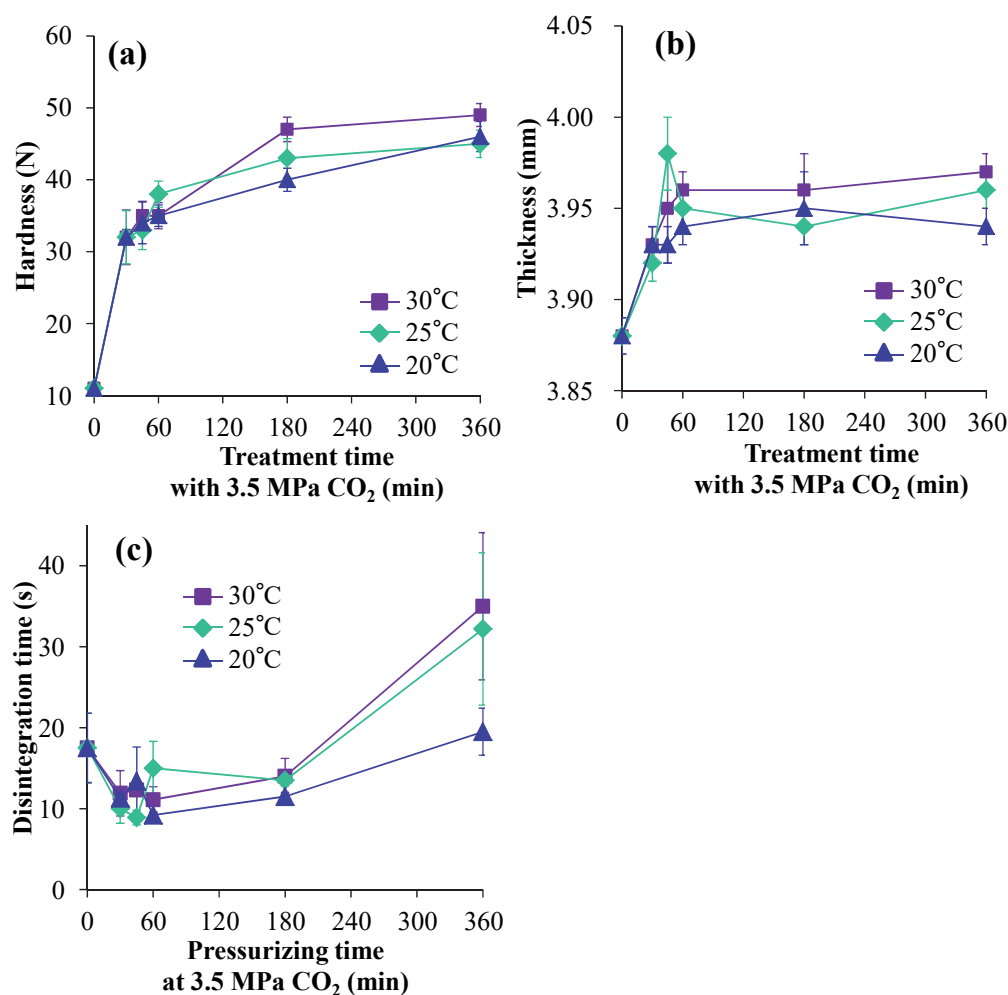 (a)
Hardness (N)
60
50
40
30
20
10
30°C
25°C
20°C
0 60 120 180 240 300 360
Treatment time
with 3.5 MPa CO₂ (min)
(b)
Thickness (mm)
4.05
4.00
3.95
3.90
3.85
30°C
25°C
20°C
0 60 120 180 240 300 360
Treatment time
with 3.5 MPa CO₂ (min)
(c)
Disintegration time (s)
40
30
20
10
0
30°C
25°C
20°C
0 60 120 180 240 300 360
Pressurizing time
at 3.5 MPa CO₂ (min)